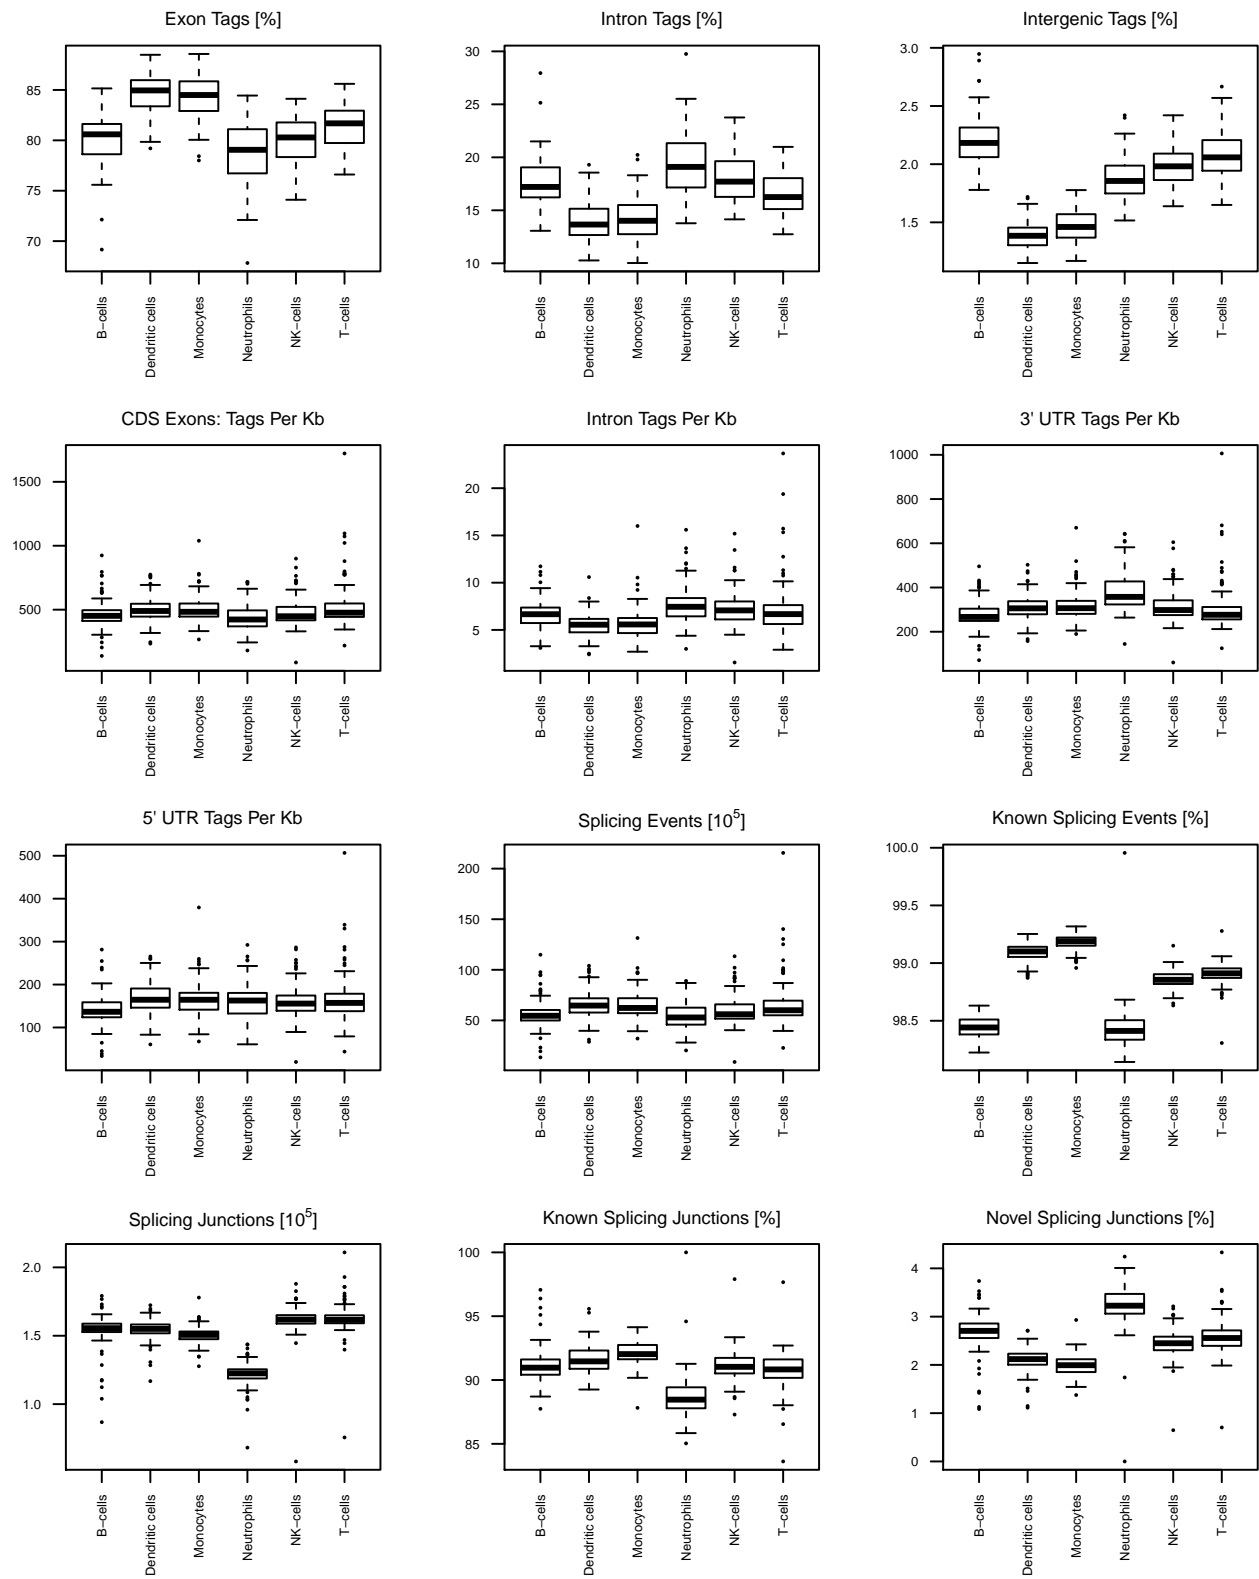 Exon Tags [%]
85
80
75
70
B−cells
Dendritic cells
Monocytes
Neutrophils
NK−cells
T−cells
Intron Tags [%]
30
25
20
15
10
B−cells
Dendritic cells
Monocytes
Neutrophils
NK−cells
T−cells
Intergenic Tags [%]
3.0
2.5
2.0
1.5
B−cells
Dendritic cells
Monocytes
Neutrophils
NK−cells
T−cells
CDS Exons: Tags Per Kb
1500
1000
500
B−cells
Dendritic cells
Monocytes
Neutrophils
NK−cells
T−cells
Intron Tags Per Kb
20
15
10
5
B−cells
Dendritic cells
Monocytes
Neutrophils
NK−cells
T−cells
3' UTR Tags Per Kb
1000
800
600
400
200
B−cells
Dendritic cells
Monocytes
Neutrophils
NK−cells
T−cells
5' UTR Tags Per Kb
500
400
300
200
100
B−cells
Dendritic cells
Monocytes
Neutrophils
NK−cells
T−cells
Splicing Events [10⁵]
200
150
100
50
B−cells
Dendritic cells
Monocytes
Neutrophils
NK−cells
T−cells
Known Splicing Events [%]
100.0
99.5
99.0
98.5
B−cells
Dendritic cells
Monocytes
Neutrophils
NK−cells
T−cells
Splicing Junctions [10⁵]
2.0
1.5
1.0
B−cells
Dendritic cells
Monocytes
Neutrophils
NK−cells
T−cells
Known Splicing Junctions [%]
100
95
90
85
B−cells
Dendritic cells
Monocytes
Neutrophils
NK−cells
T−cells
Novel Splicing Junctions [%]
4
3
2
1
0
B−cells
Dendritic cells
Monocytes
Neutrophils
NK−cells
T−cells